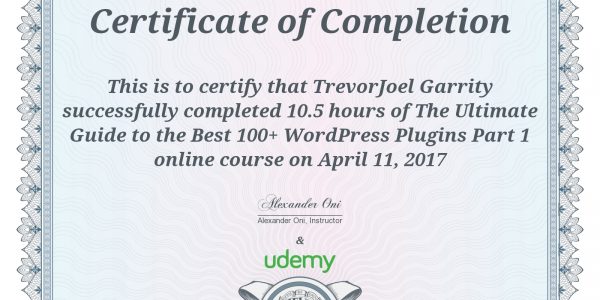 Certificate of Completion
This is to certify that TrevorJoel Garrity
successfully completed 10.5 hours of The Ultimate
Guide to the Best 100+ WordPress Plugins Part 1
online course on April 11, 2017
Alexander Oni
Alexander Oni, Instructor
&
udemy